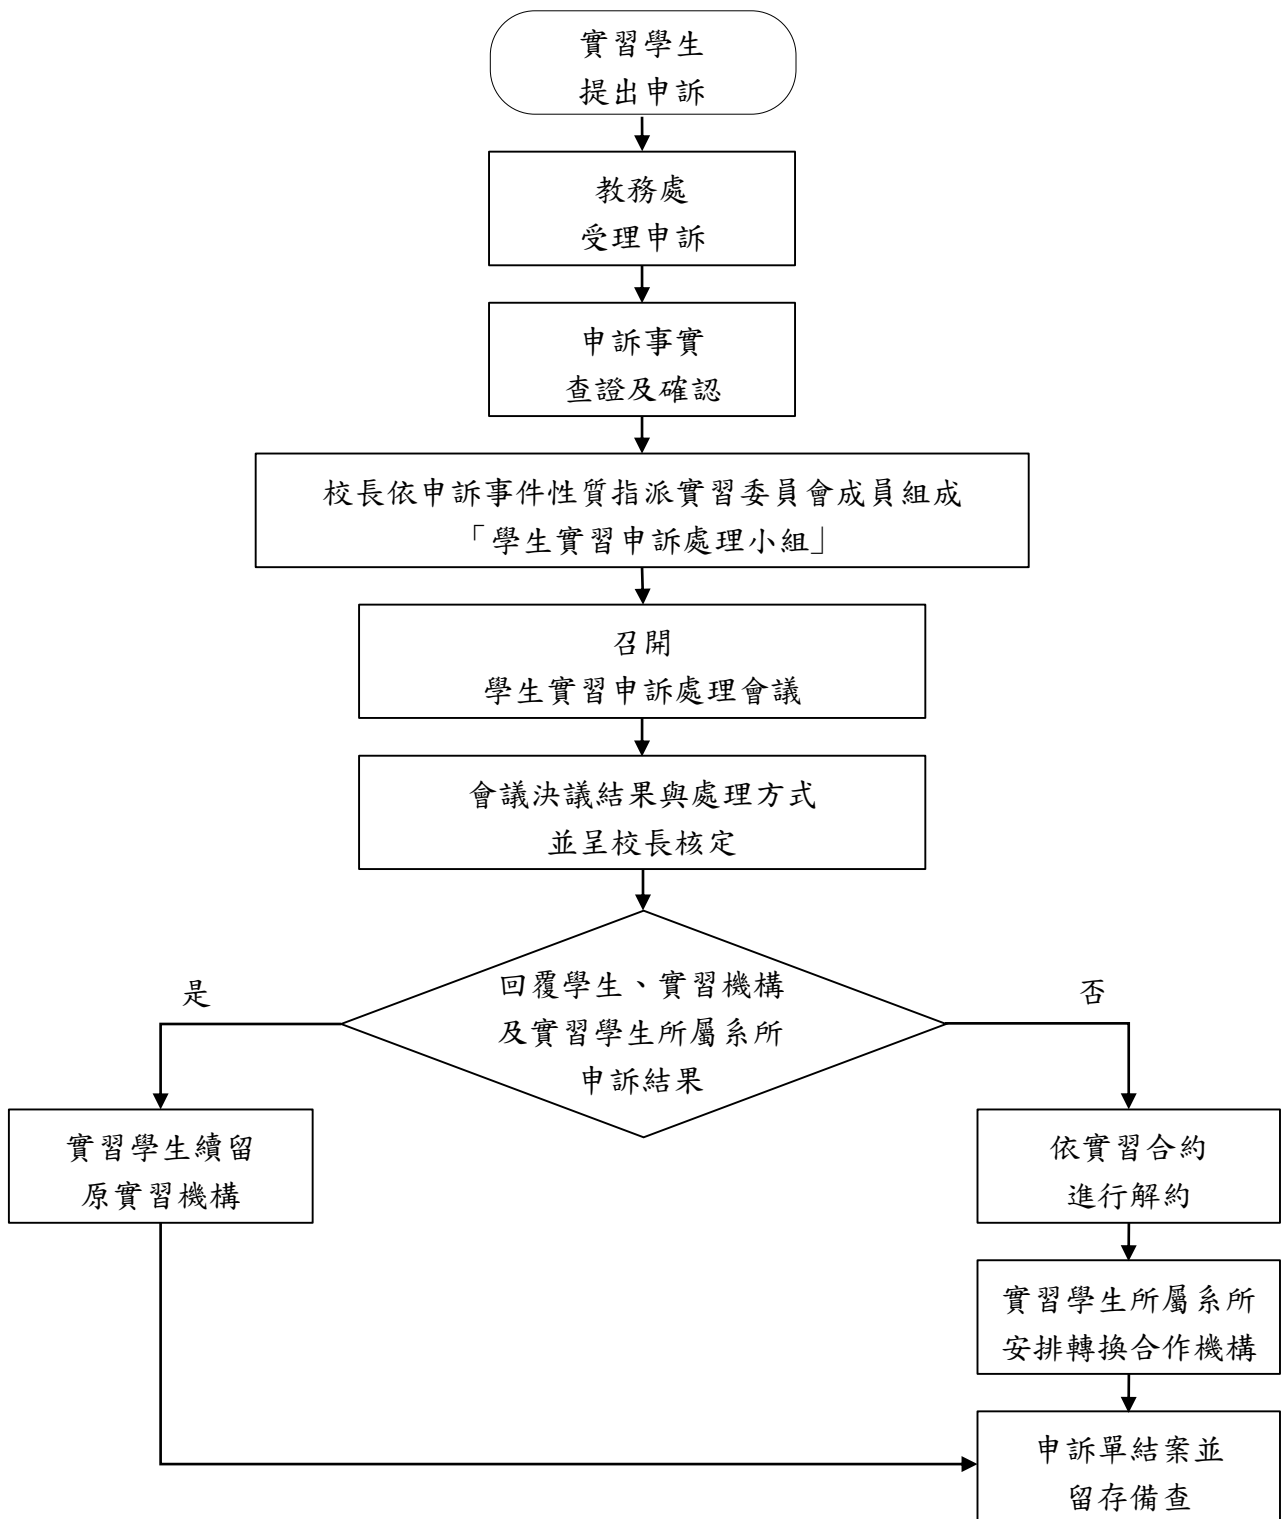 實習學生
提出申訴
教務處
受理申訴
申訴事實
查證及確認
校長依申訴事件性質指派實習委員會成員組成
「學生實習申訴處理小組」
召開
學生實習申訴處理會議
會議決議結果與處理方式
並呈校長核定
回覆學生、實習機構
及實習學生所屬系所
申訴結果
是
否
實習學生續留
原實習機構
依實習合約
進行解約
實習學生所屬系所
安排轉換合作機構
申訴單結案並
留存備查